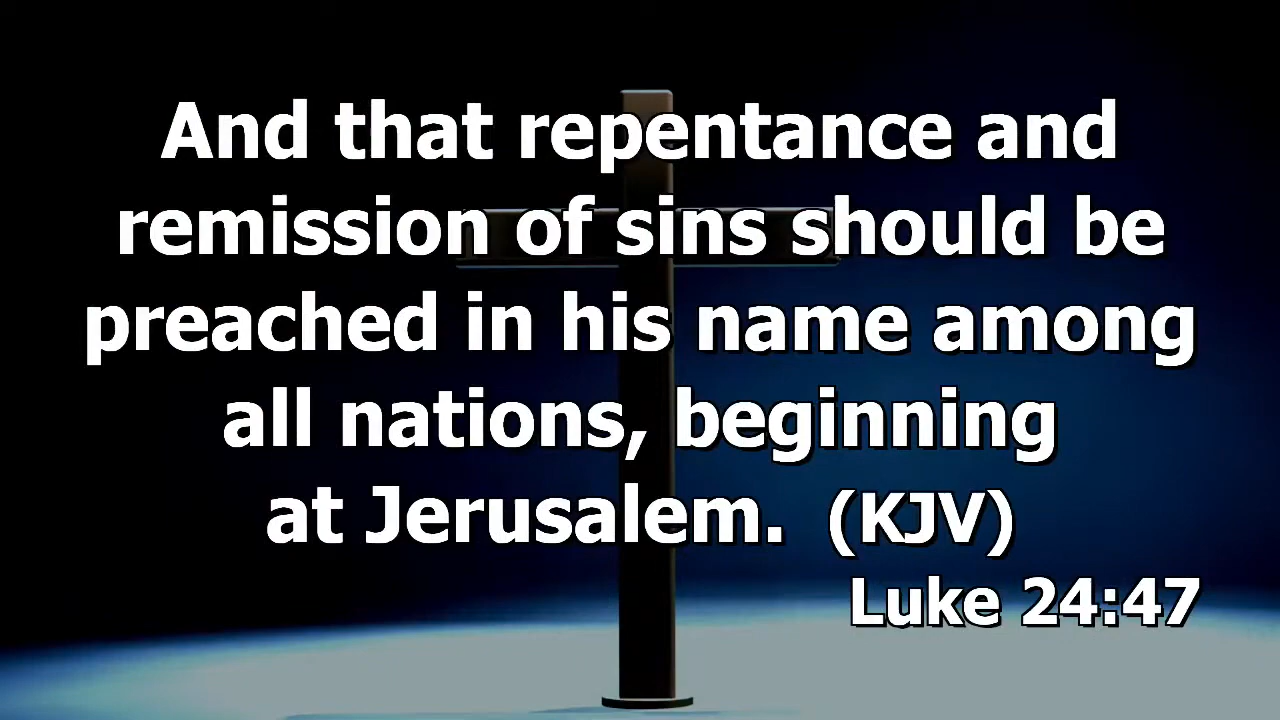 And that repentance and
remission of sins should be
preached in his name among
all nations, beginning
at Jerusalem. (KJV)
Luke 24:47